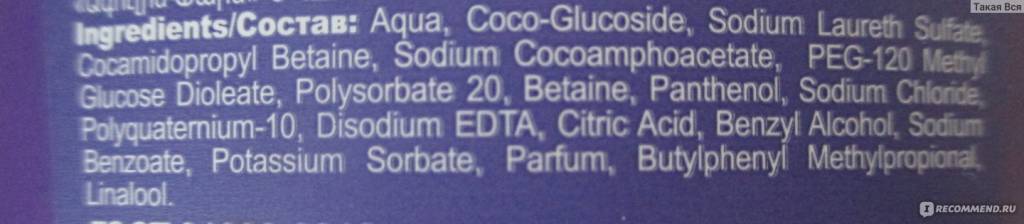 Такая Вся
Ingredients/Состав: Aqua, Coco-Glucoside, Sodium Laureth Sulfate,
Cocamidopropyl Betaine, Sodium Cocoamphoacetate, PEG-120 Methyl
Glucose Dioleate, Polysorbate 20, Betaine, Panthenol, Sodium Chloride,
Polyquaternium-10, Disodium EDTA, Citric Acid, Benzyl Alcohol, Sodium
Benzoate, Potassium Sorbate, Parfum, Butylphenyl Methylpropional,
Linalool.
IRECOMMEND.RU